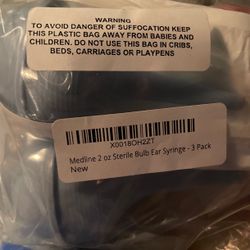 WARNING
TO AVOID DANGER OF SUFFOCATION KEEP
THIS PLASTIC BAG AWAY FROM BABIES AND
CHILDREN. DO NOT USE THIS BAG IN CRIBS,
BEDS, CARRIAGES OR PLAYPENS
X0018OH2ZT
Medline 2 oz Sterile Bulb Ear Syringe - 3 Pack
New